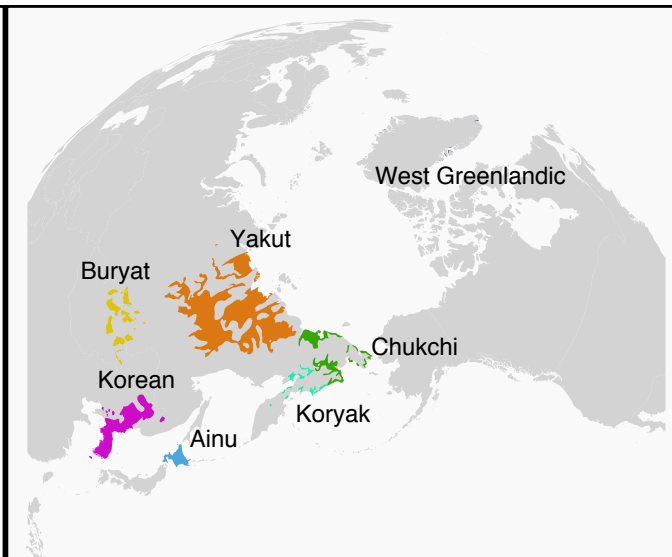 West Greenlandic
Yakut
Buryat
Chukchi
Korean
Koryak
Ainu